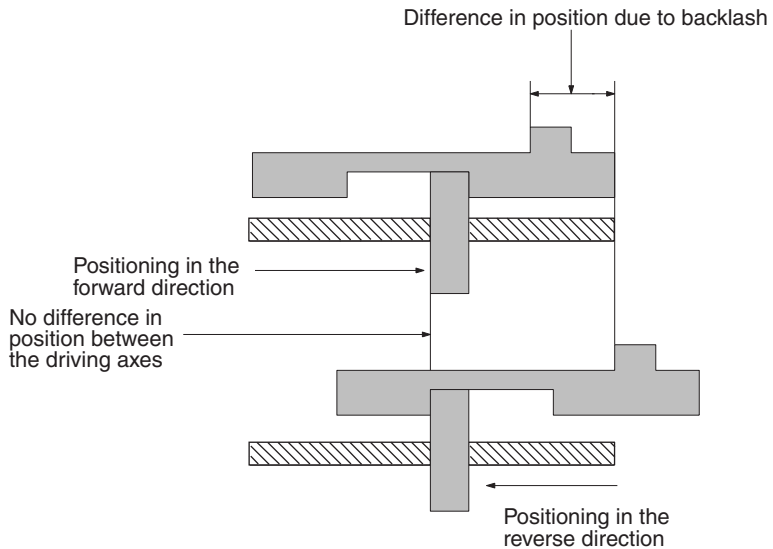 Difference in position due to backlash
Positioning in the
forward direction
No difference in
position between
the driving axes
Positioning in the
reverse direction